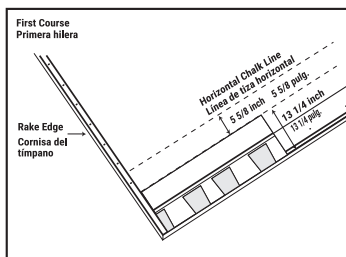 First Course
Primera hilera
Horizontal Chalk Line
Línea de tiza horizontal
5 5/8 inch 5 5/8 pulg.
13 1/4 inch
13 1/4 pulg.
Rake Edge
Cornisa del
tímpano